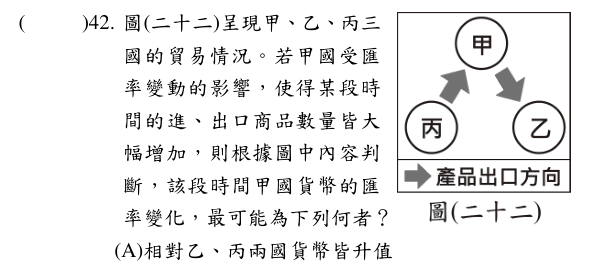 (　　)42. 圖(二十二)呈現甲、乙、丙三
國的貿易情況。若甲國受匯
率變動的影響，使得某段時
間的進、出口商品數量皆大
幅增加，則根據圖中內容判
斷，該段時間甲國貨幣的匯
率變化，最可能為下列何者？
(A)相對乙、丙兩國貨幣皆升值
甲
丙
乙
產品出口方向
圖(二十二)